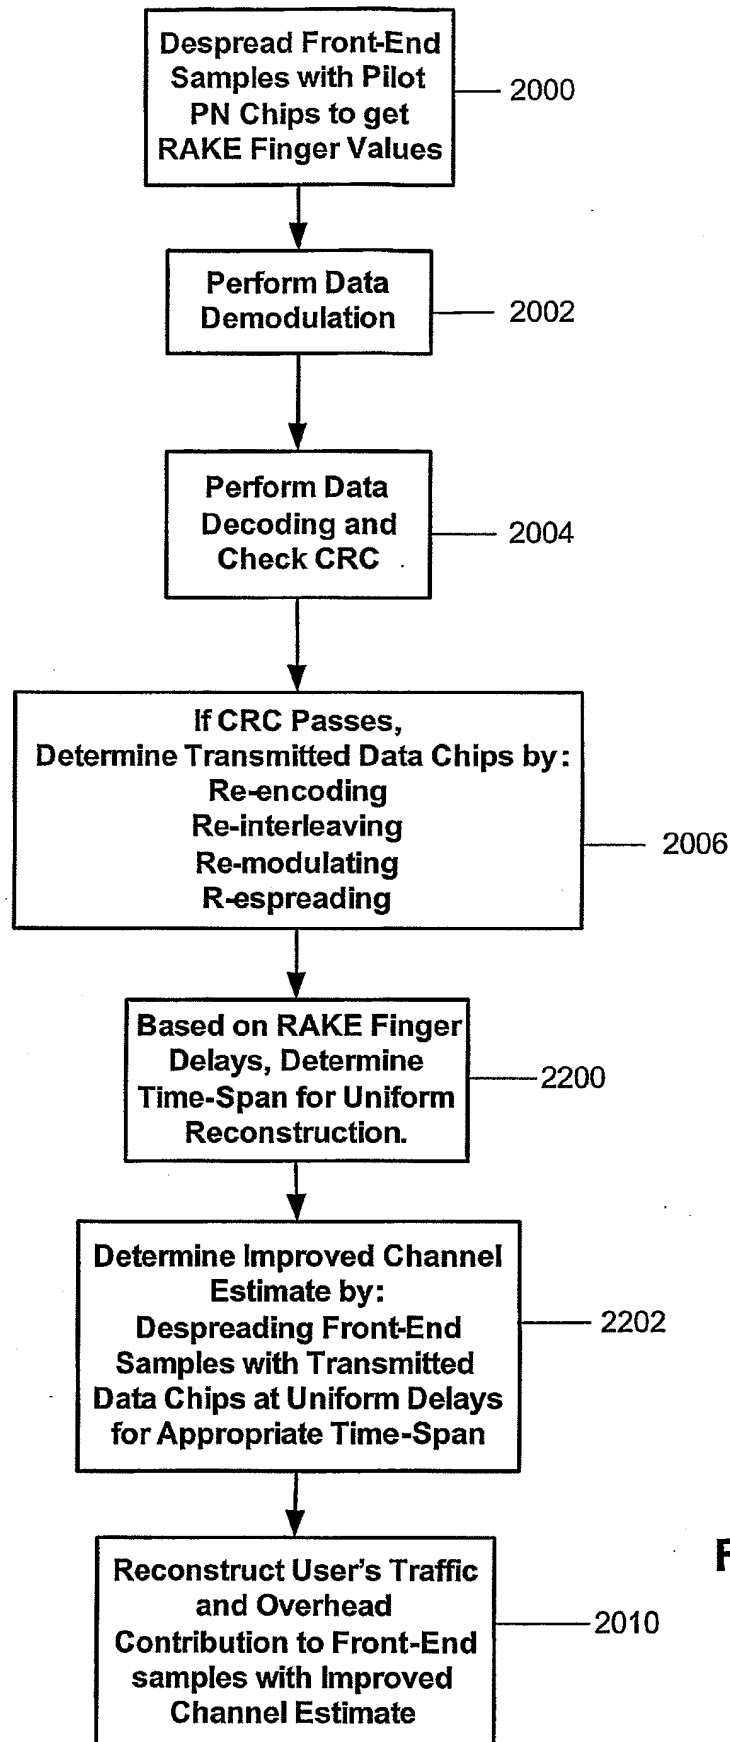 Despread Front-End
Samples with Pilot
PN Chips to get
RAKE Finger Values
2000
Perform Data
Demodulation
2002
Perform Data
Decoding and
Check CRC
2004
If CRC Passes,
Determine Transmitted Data Chips by:
Re-encoding
Re-interleaving
Re-modulating
R-espreading
2006
Based on RAKE Finger
Delays, Determine
Time-Span for Uniform
Reconstruction.
2200
Determine Improved Channel
Estimate by:
Despreading Front-End
Samples with Transmitted
Data Chips at Uniform Delays
for Appropriate Time-Span
2202
Reconstruct User's Traffic
and Overhead
Contribution to Front-End
samples with Improved
Channel Estimate
2010